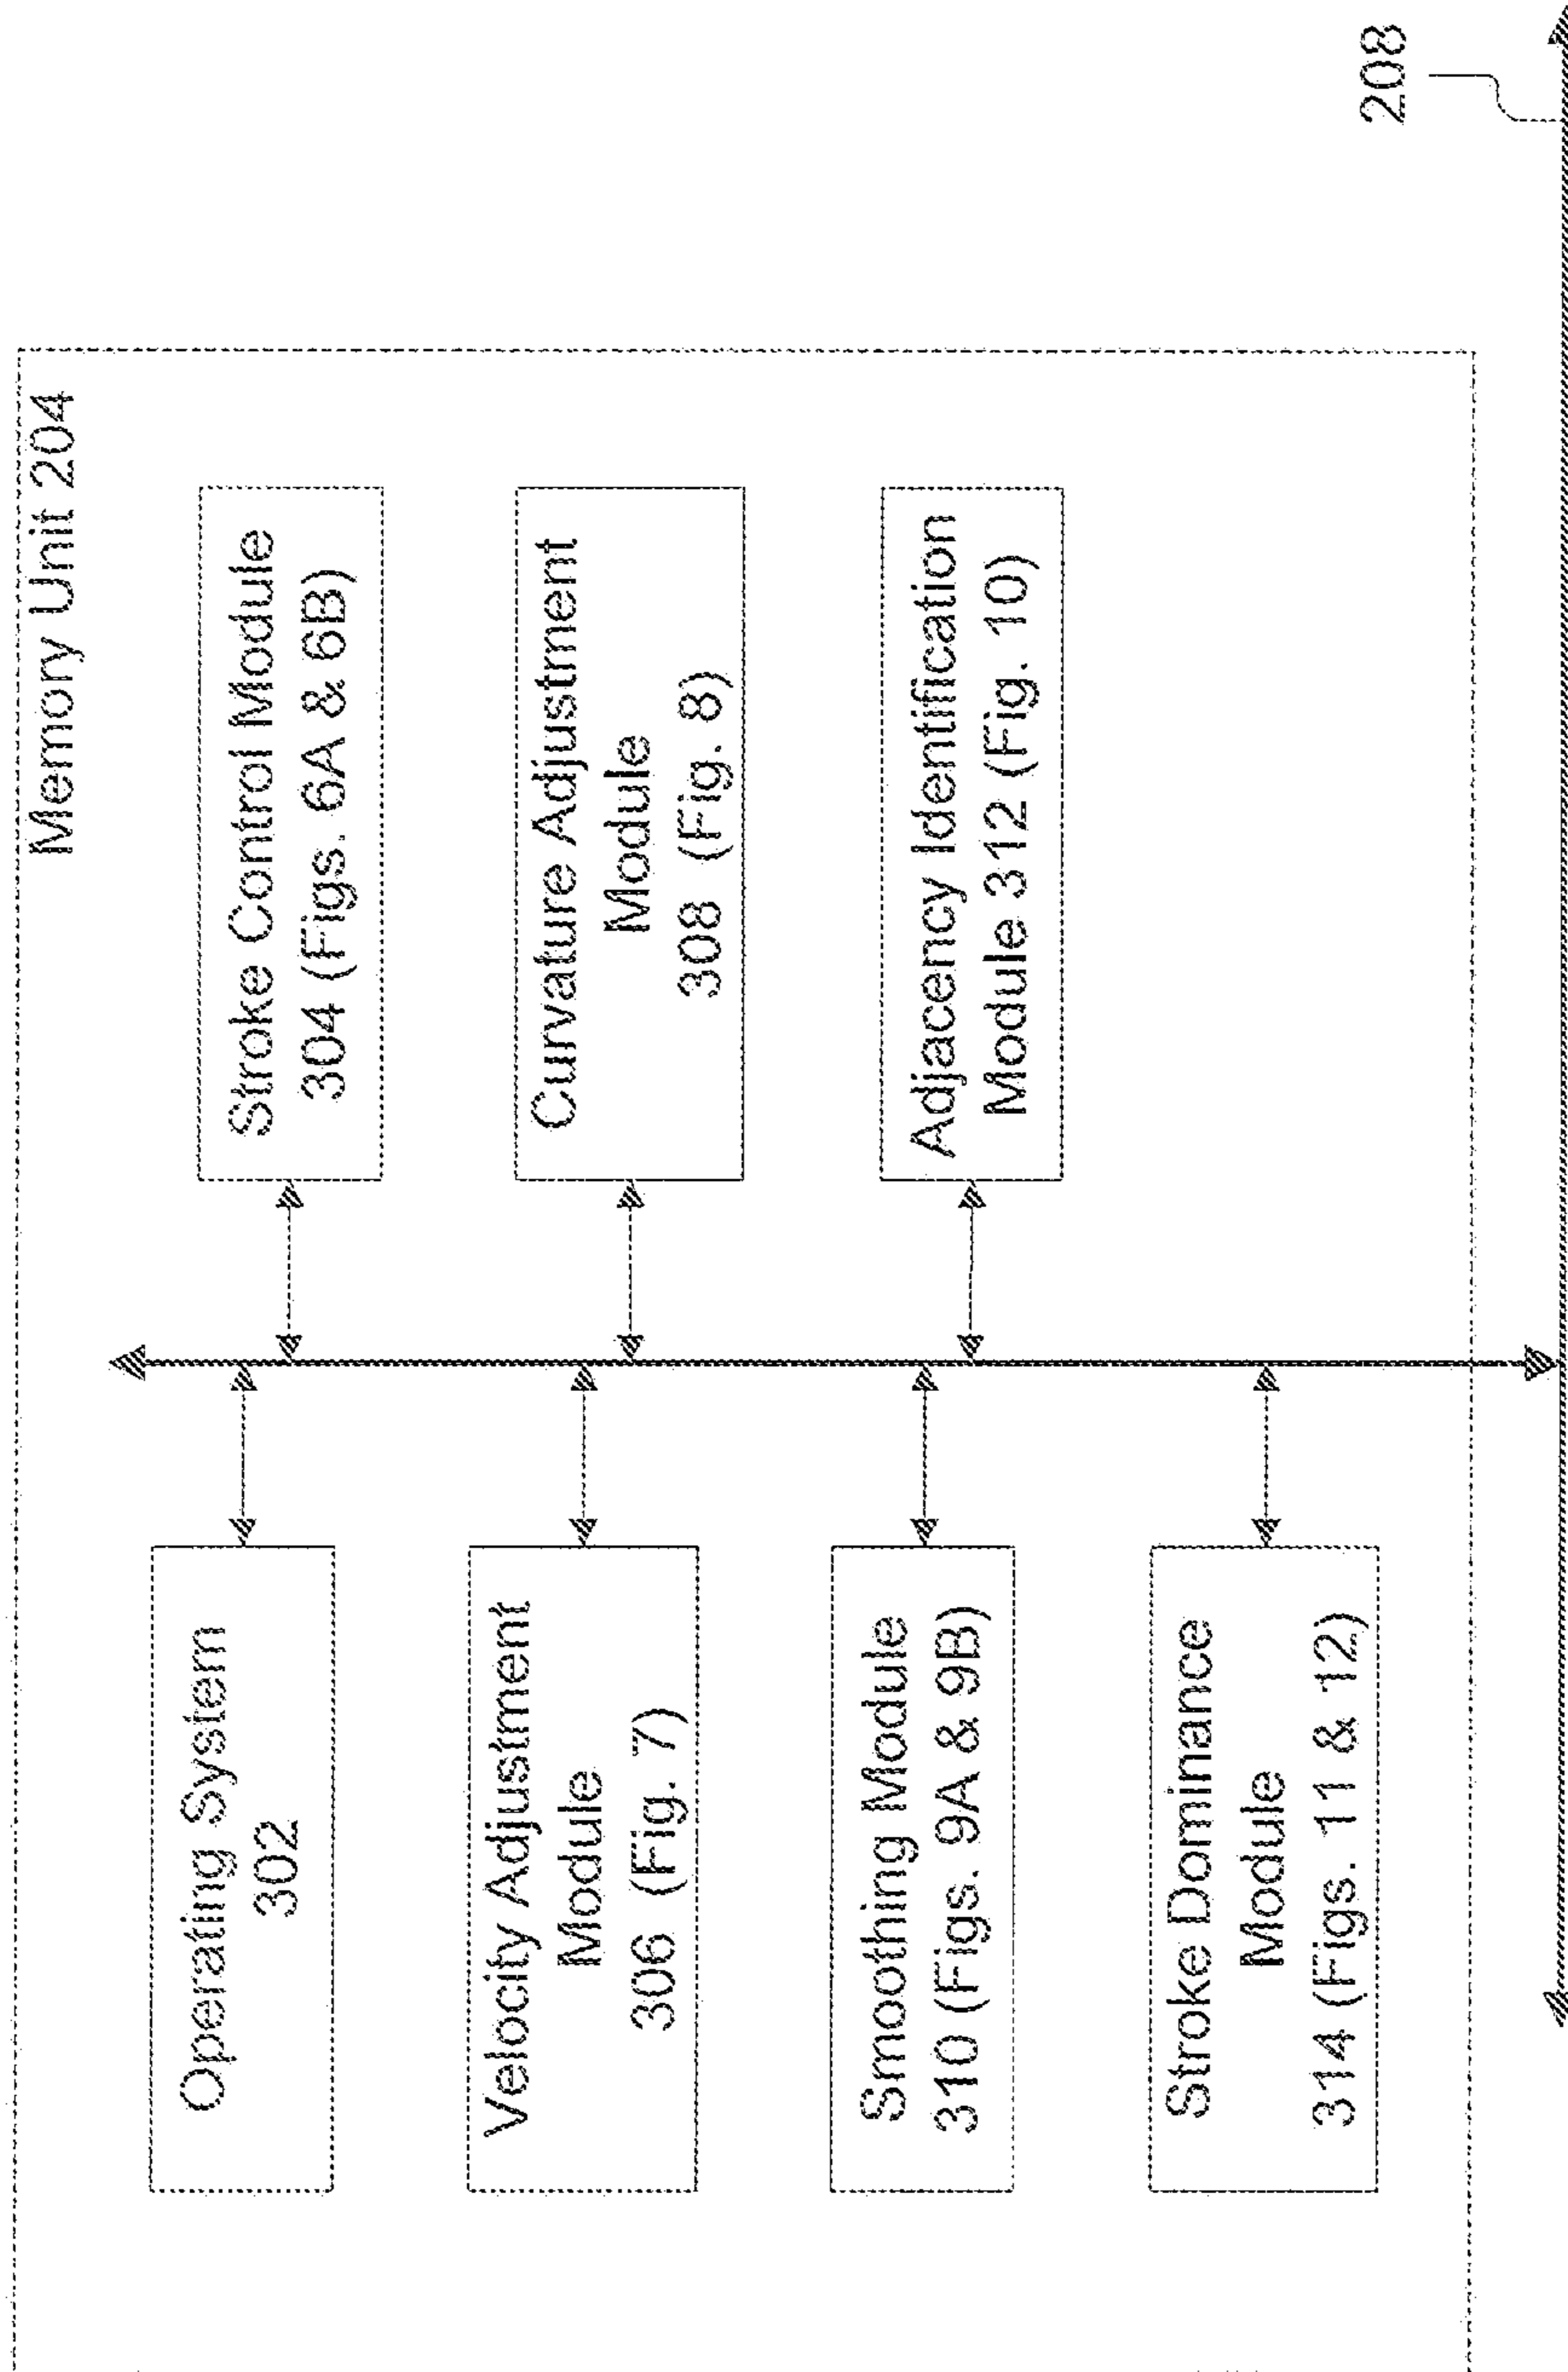 Memory Unit 204
Operating System
302
Stroke Control Module
304 (Figs. 6A & 6B)
Velocity Adjustment
Module
306 (Fig. 7)
Curvature Adjustment
Module
308 (Fig. 8)
Smoothing Module
310 (Figs. 9A & 9B)
Adjacency Identification
Module 312 (Fig. 10)
Stroke Dominance
Module
314 (Figs. 11 & 12)
208